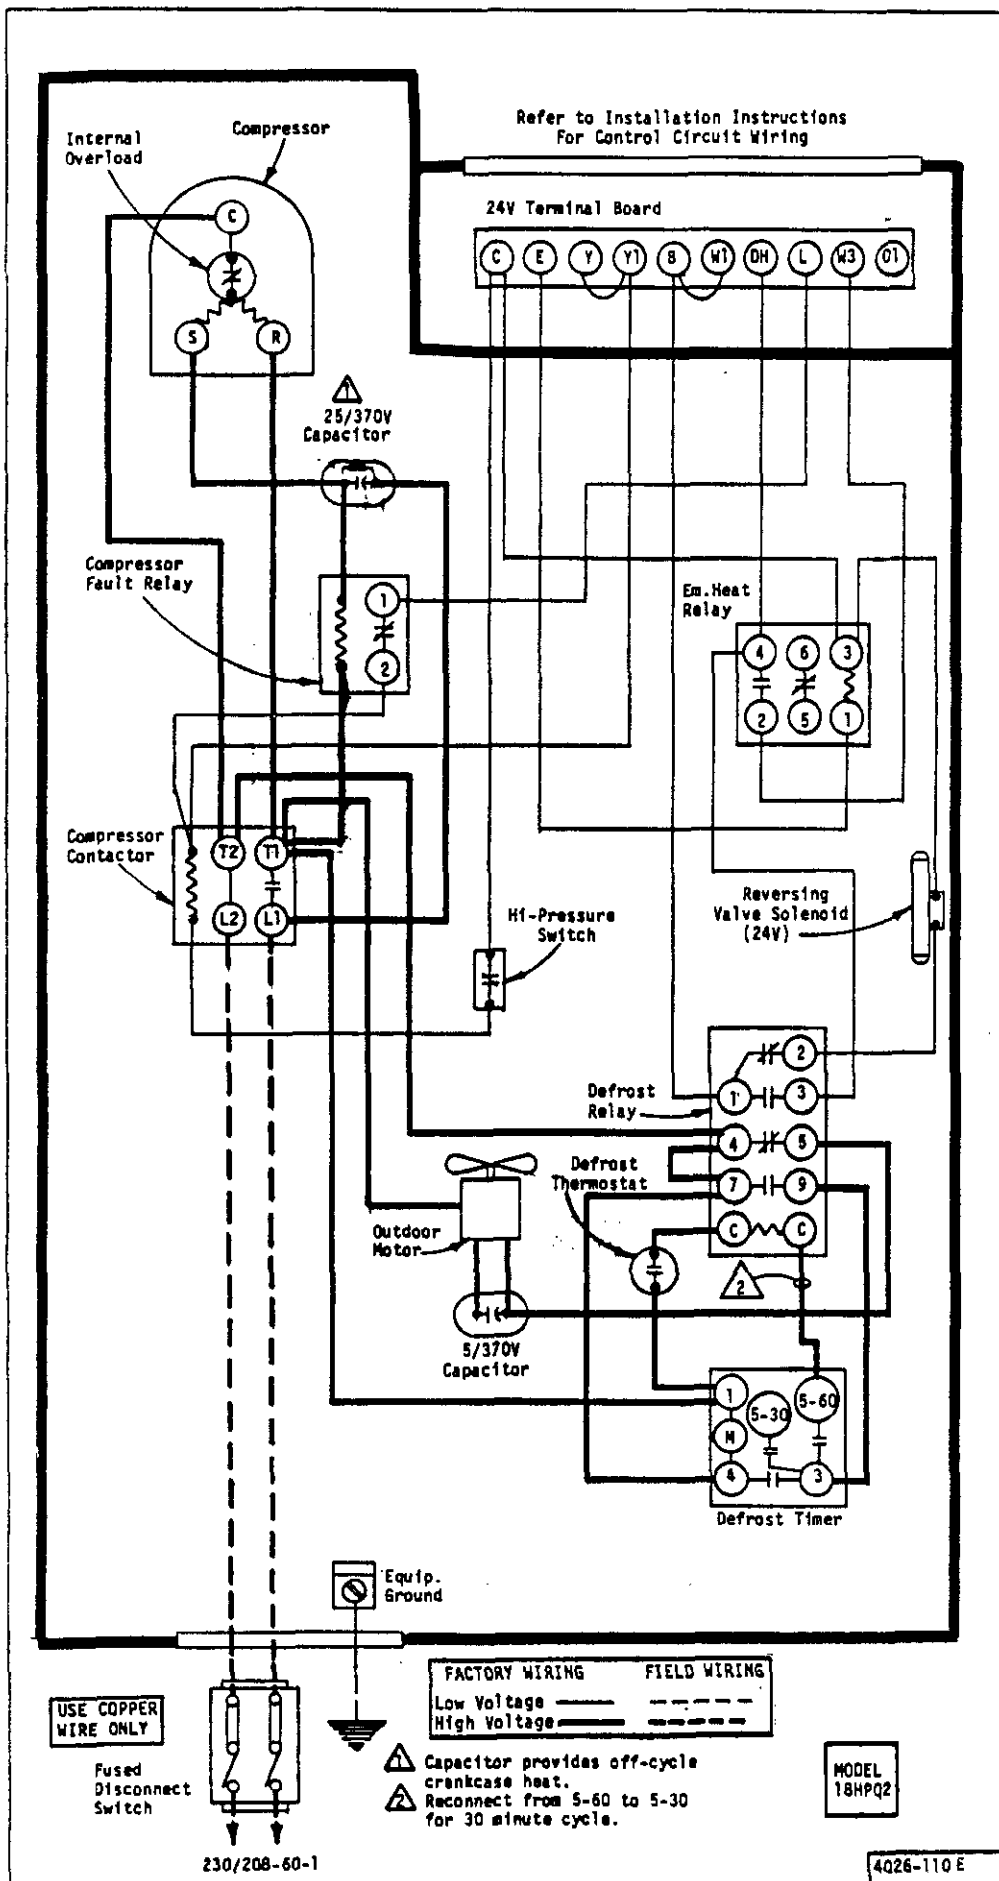 Refer to Installation Instructions
For Control Circuit Wiring
Internal
Overload
Compressor
24V Terminal Board
C E Y Y1 B W1 DH L W3 O1
C
S R
1
25/370V
Capacitor
Compressor
Fault Relay
1
2
Em.Heat
Relay
4 6 3
2 5 1
Compressor
Contactor
T2 T1
L2 L1
Hi-Pressure
Switch
Reversing
Valve Solenoid
(24V)
Defrost
Relay
2
1 3
4 5
7 9
C C
Defrost
Thermostat
Outdoor
Motor
2
5/370V
Capacitor
1 5-30 5-60
M
4 3
Defrost Timer
Equip.
Ground
FACTORY WIRING FIELD WIRING
Low Voltage
High Voltage
USE COPPER
WIRE ONLY
Fused
Disconnect
Switch
1 Capacitor provides off-cycle
crankcase heat.
2 Reconnect from 5-60 to 5-30
for 30 minute cycle.
MODEL
18HPQ2
230/208-60-1
4026-110 E